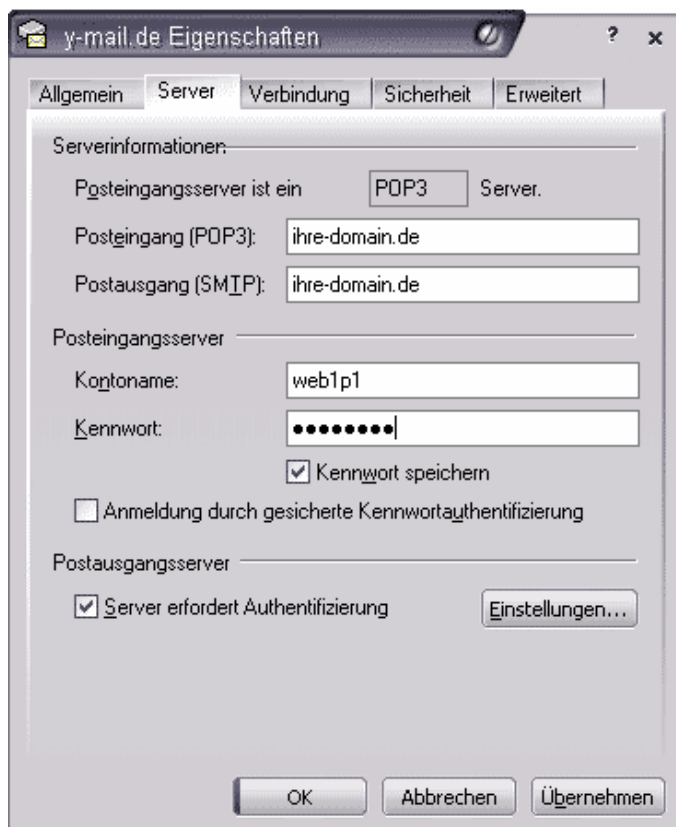 y-mail.de Eigenschaften ? x
Allgemein Server Verbindung Sicherheit Erweitert
Serverinformationen
Posteingangsserver ist ein POP3 Server.
Posteingang (POP3): ihre-domain.de
Postausgang (SMTP): ihre-domain.de
Posteingangsserver
Kontoname: web1p1
Kennwort: ●●●●●●●●
Kennwort speichern
Anmeldung durch gesicherte Kennwortauthentifizierung
Postausgangsserver
Server erfordert Authentifizierung Einstellungen...
OK Abbrechen Übernehmen